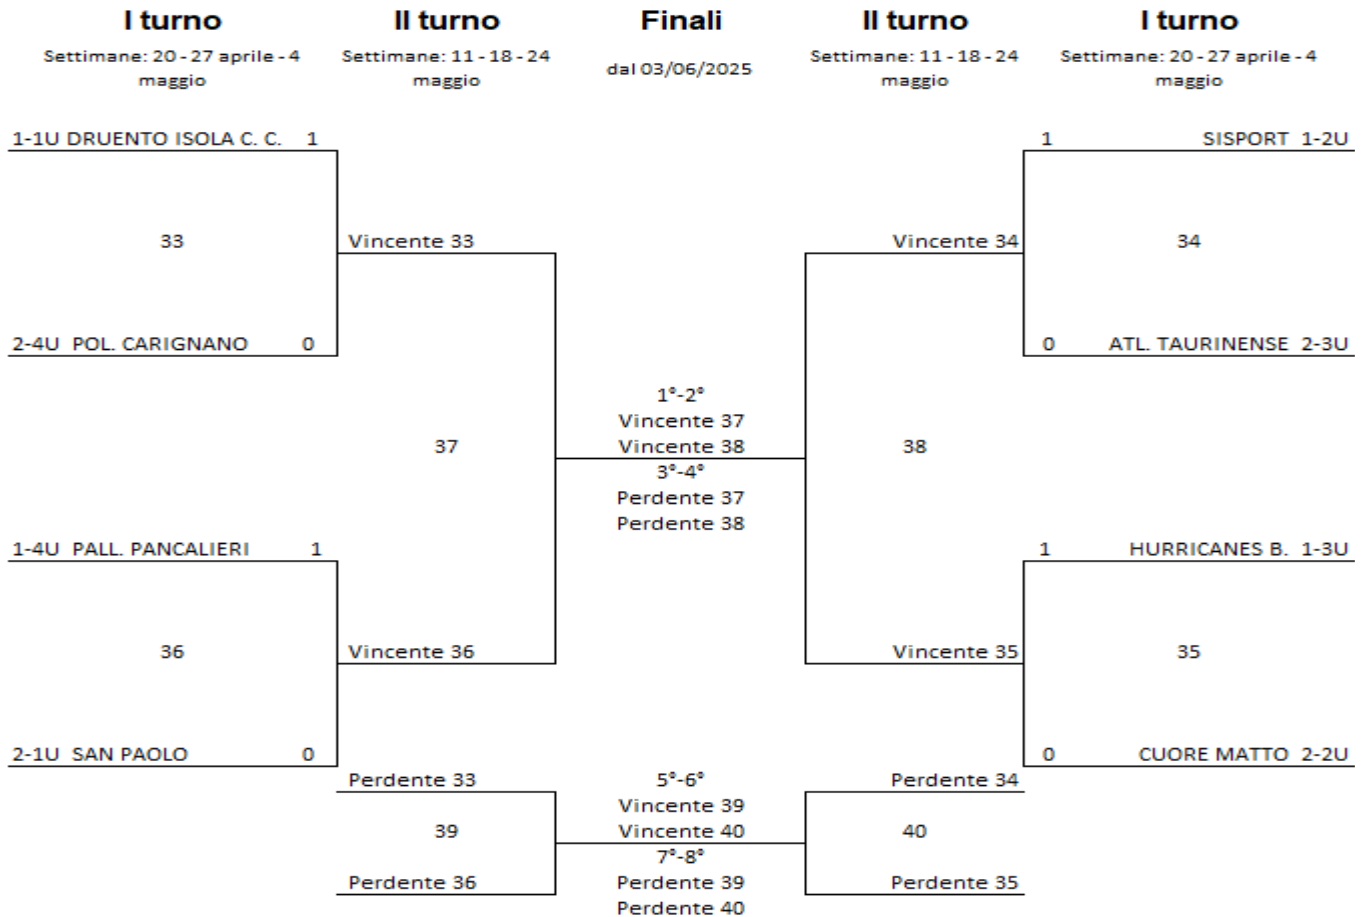 I turno II turno Finali II turno I turno
Settimane: 20 - 27 aprile - 4 Settimane: 11 - 18 - 24 Settimane: 11 - 18 - 24 Settimane: 20 - 27 aprile - 4
maggio maggio dal 03/06/2025 maggio maggio
1-1U DRUENTO ISOLA C. C. 1 1 SISPORT 1-2U
33 Vincente 33 Vincente 34 34
2-4U POL. CARIGNANO 0 0 ATL. TAURINENSE 2-3U
1°-2°
Vincente 37
37 Vincente 38 38
3°-4°
Perdente 37
Perdente 38
1-4U PALL. PANCALIERI 1 1 HURRICANES B. 1-3U
36 Vincente 36 Vincente 35 35
2-1U SAN PAOLO 0 0 CUORE MATTO 2-2U
Perdente 33 5°-6° Perdente 34
Vincente 39
39 Vincente 40 40
7°-8°
Perdente 36 Perdente 39 Perdente 35
Perdente 40